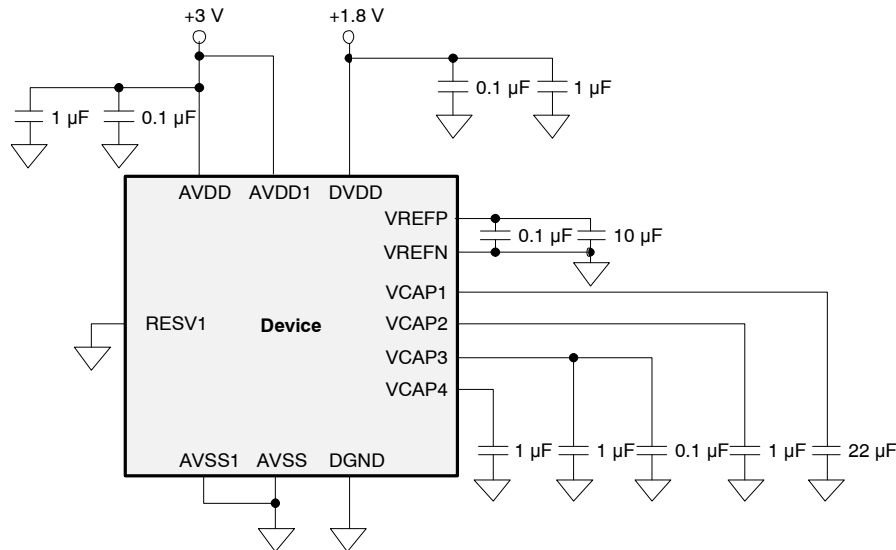 +3 V
+1.8 V
0.1 µF
1 µF
1 µF
0.1 µF
AVDD
AVDD1
DVDD
VREFP
0.1 µF
10 µF
VREFN
VCAP1
RESV1
Device
VCAP2
VCAP3
VCAP4
1 µF
1 µF
0.1 µF
1 µF
22 µF
AVSS1
AVSS
DGND